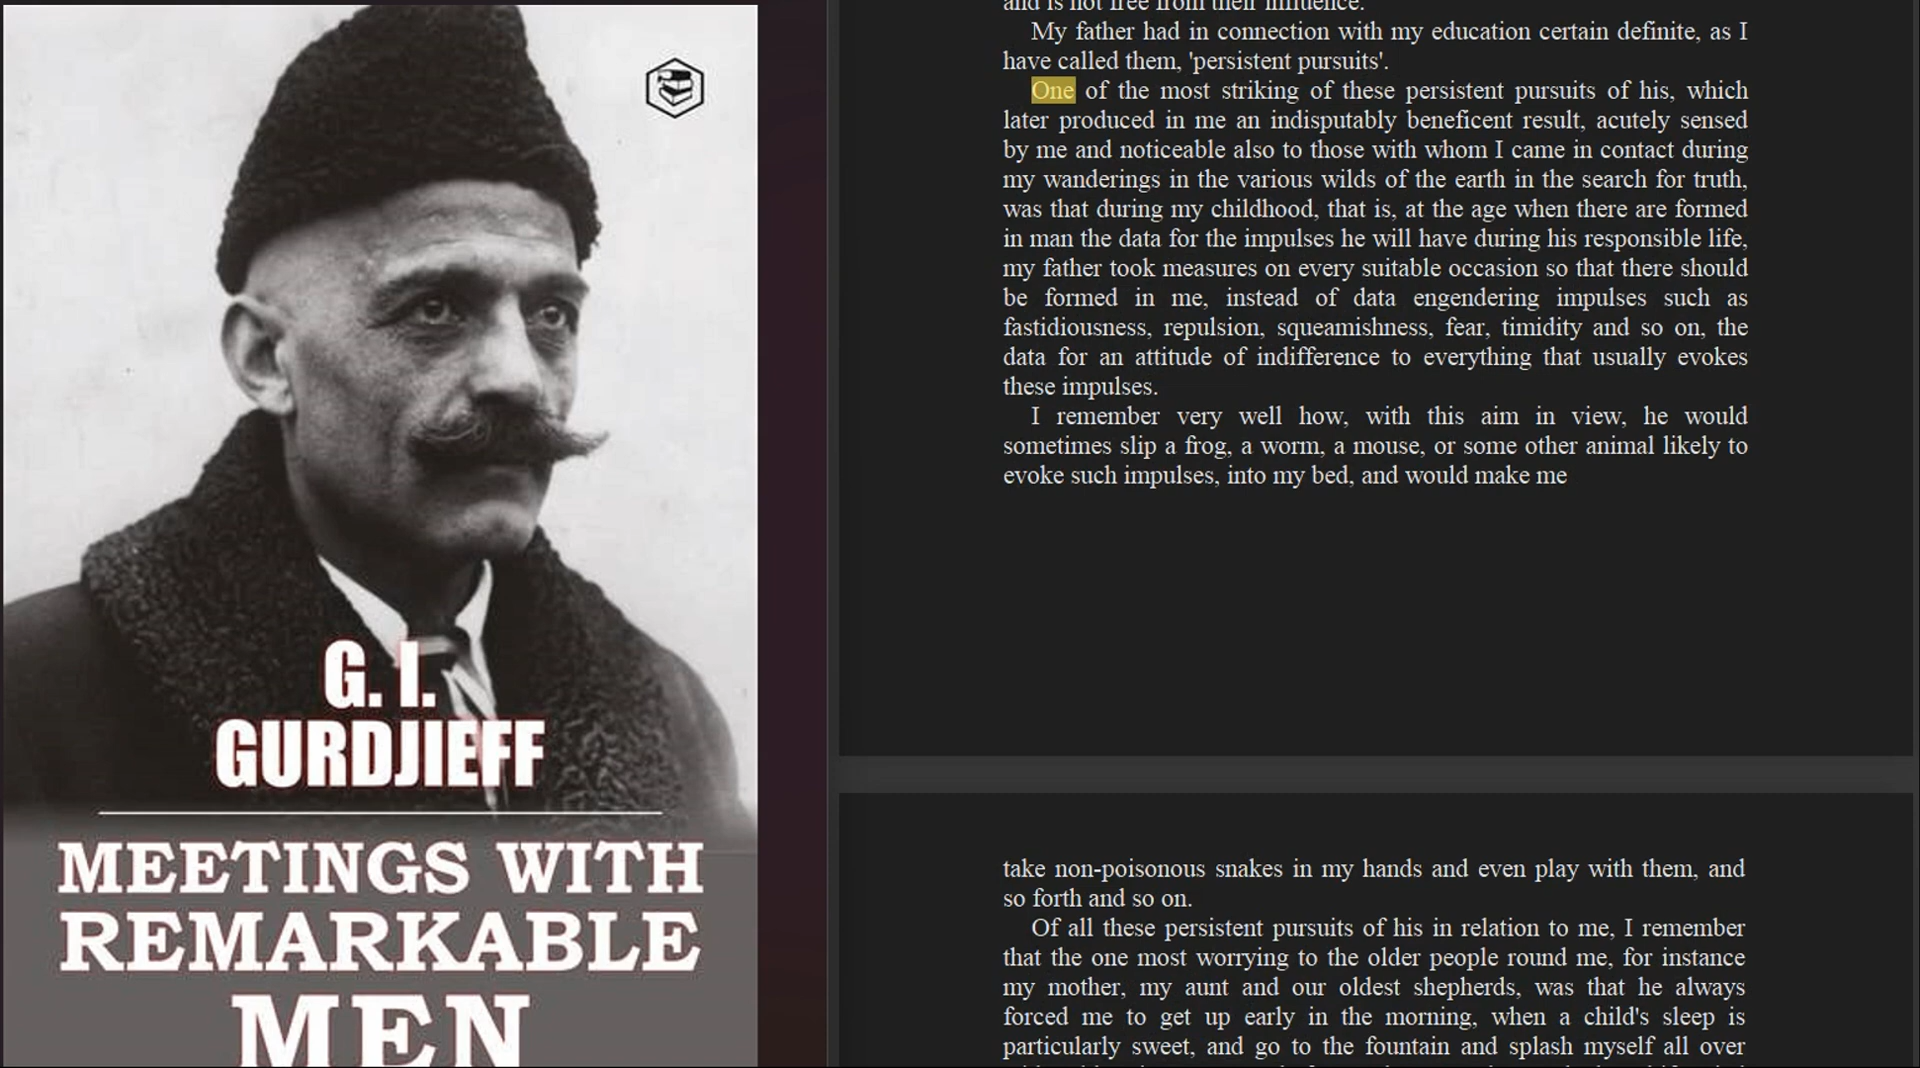 G. I.
GURDJIEFF
MEETINGS WITH
REMARKABLE
MEN
and is not free from their influence.
My father had in connection with my education certain definite, as I
have called them, 'persistent pursuits'.
One of the most striking of these persistent pursuits of his, which
later produced in me an indisputably beneficent result, acutely sensed
by me and noticeable also to those with whom I came in contact during
my wanderings in the various wilds of the earth in the search for truth,
was that during my childhood, that is, at the age when there are formed
in man the data for the impulses he will have during his responsible life,
my father took measures on every suitable occasion so that there should
be formed in me, instead of data engendering impulses such as
fastidiousness, repulsion, squeamishness, fear, timidity and so on, the
data for an attitude of indifference to everything that usually evokes
these impulses.
I remember very well how, with this aim in view, he would
sometimes slip a frog, a worm, a mouse, or some other animal likely to
evoke such impulses, into my bed, and would make me
take non-poisonous snakes in my hands and even play with them, and
so forth and so on.
Of all these persistent pursuits of his in relation to me, I remember
that the one most worrying to the older people round me, for instance
my mother, my aunt and our oldest shepherds, was that he always
forced me to get up early in the morning, when a child's sleep is
particularly sweet, and go to the fountain and splash myself all over